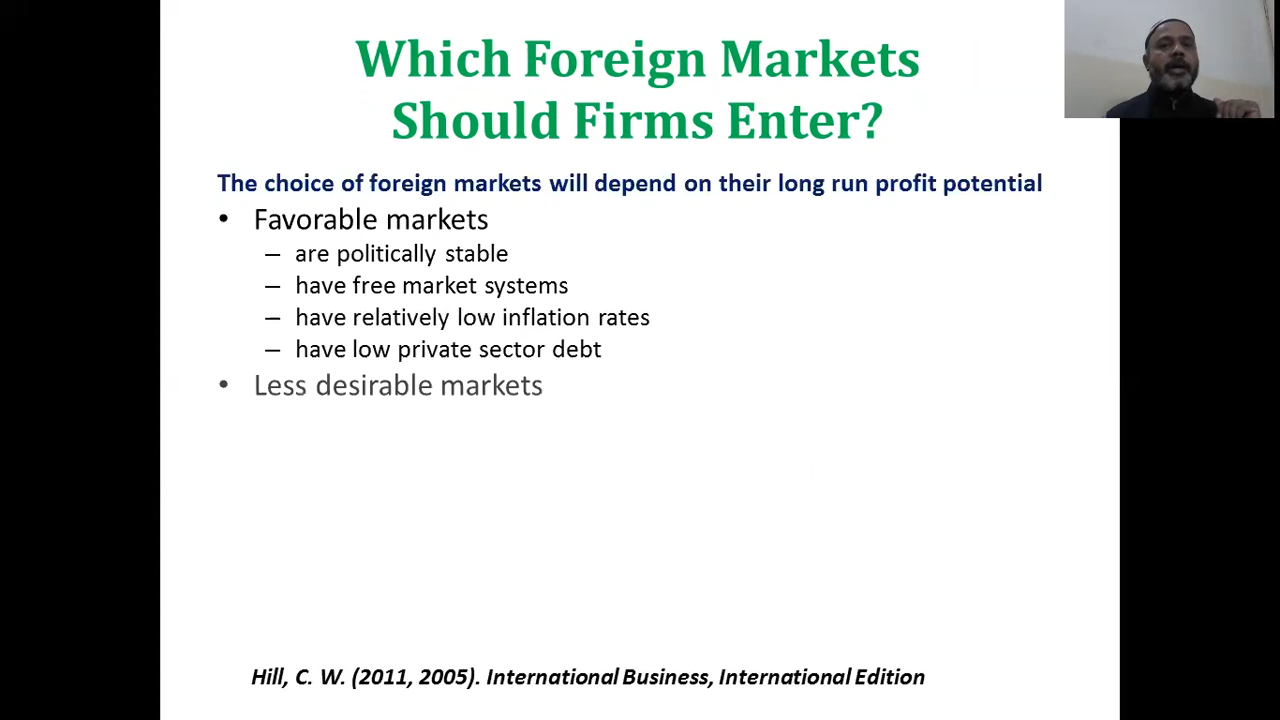 Which Foreign Markets
Should Firms Enter?
The choice of foreign markets will depend on their long run profit potential
• Favorable markets
– are politically stable
– have free market systems
– have relatively low inflation rates
– have low private sector debt
• Less desirable markets
Hill, C. W. (2011, 2005). International Business, International Edition